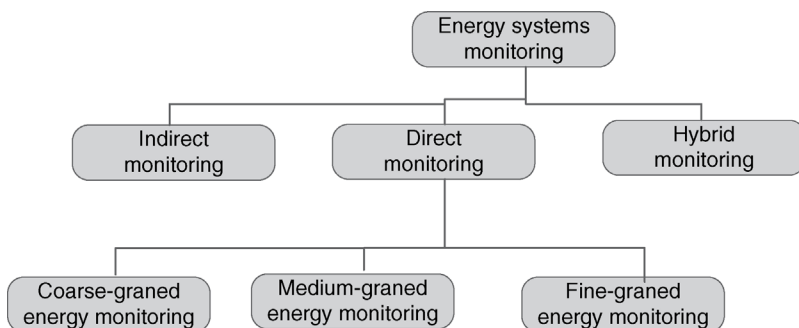 Energy systems
monitoring
Indirect
monitoring
Direct
monitoring
Hybrid
monitoring
Coarse-graned
energy monitoring
Medium-graned
energy monitoring
Fine-graned
energy monitoring